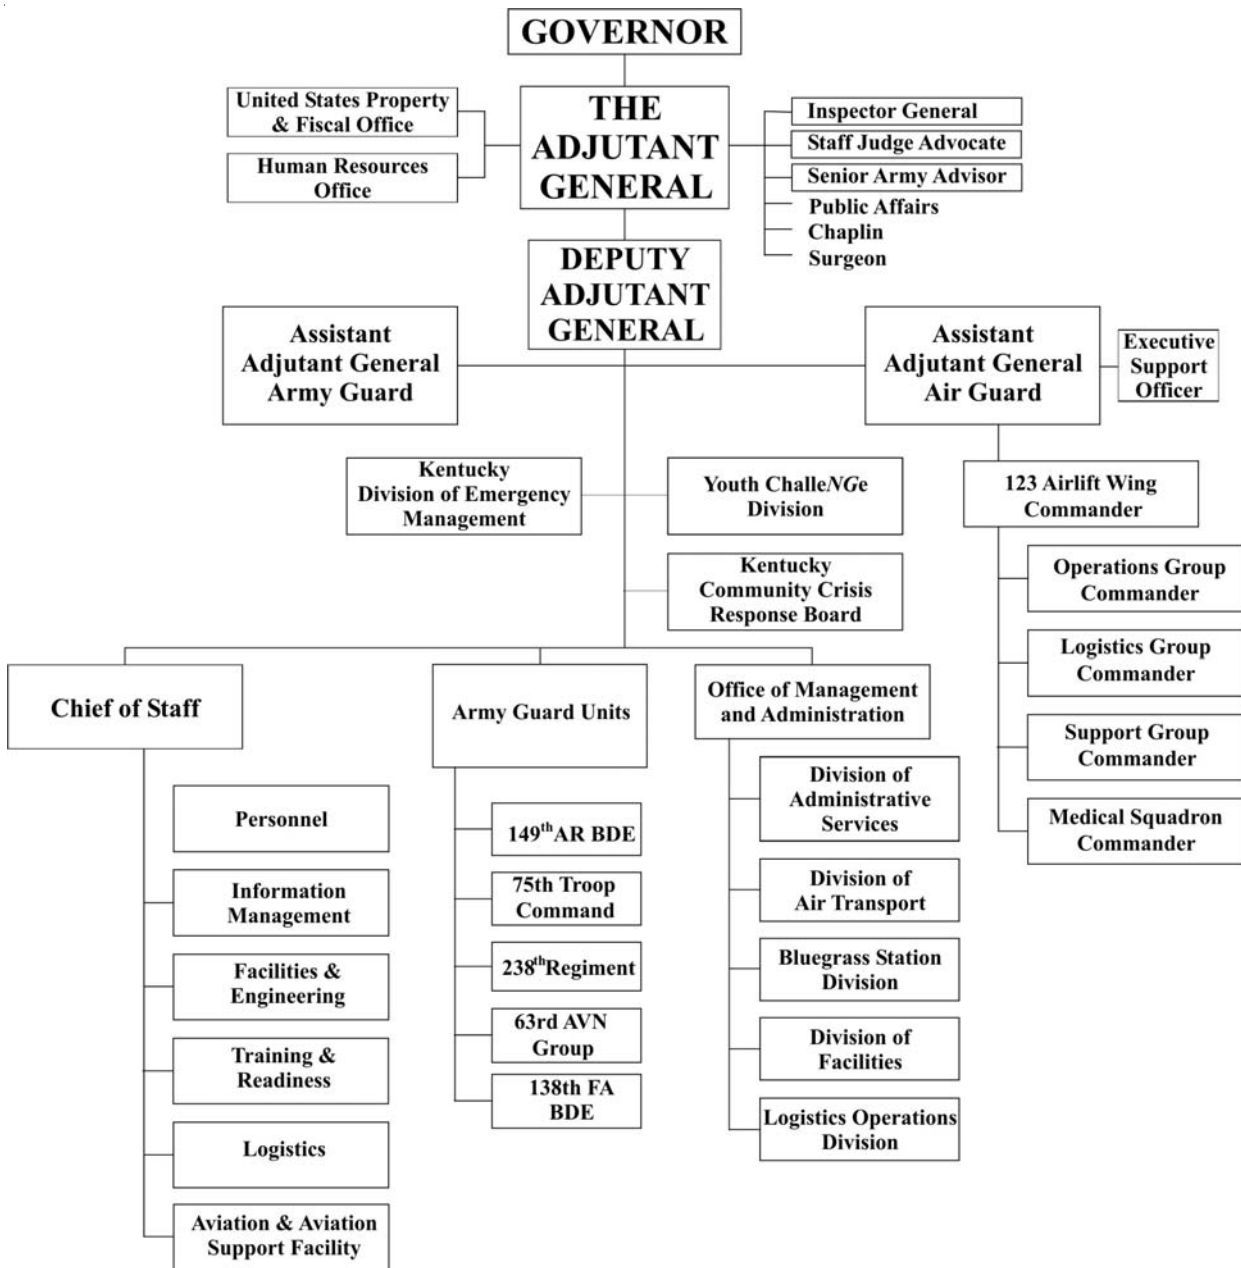 GOVERNOR
United States Property
& Fiscal Office
Human Resources
Office
THE
ADJUTANT
GENERAL
Inspector General
Staff Judge Advocate
Senior Army Advisor
Public Affairs
Chaplin
Surgeon
DEPUTY
ADJUTANT
GENERAL
Assistant
Adjutant General
Army Guard
Assistant
Adjutant General
Air Guard
Executive
Support
Officer
Kentucky
Division of Emergency
Management
Youth ChalleNGe
Division
123 Airlift Wing
Commander
Kentucky
Community Crisis
Response Board
Operations Group
Commander
Logistics Group
Commander
Support Group
Commander
Medical Squadron
Commander
Chief of Staff
Personnel
Information
Management
Facilities &
Engineering
Training &
Readiness
Logistics
Aviation & Aviation
Support Facility
Army Guard Units
149th AR BDE
75th Troop
Command
238th Regiment
63rd AVN
Group
138th FA
BDE
Office of Management
and Administration
Division of
Administrative
Services
Division of
Air Transport
Bluegrass Station
Division
Division of
Facilities
Logistics Operations
Division